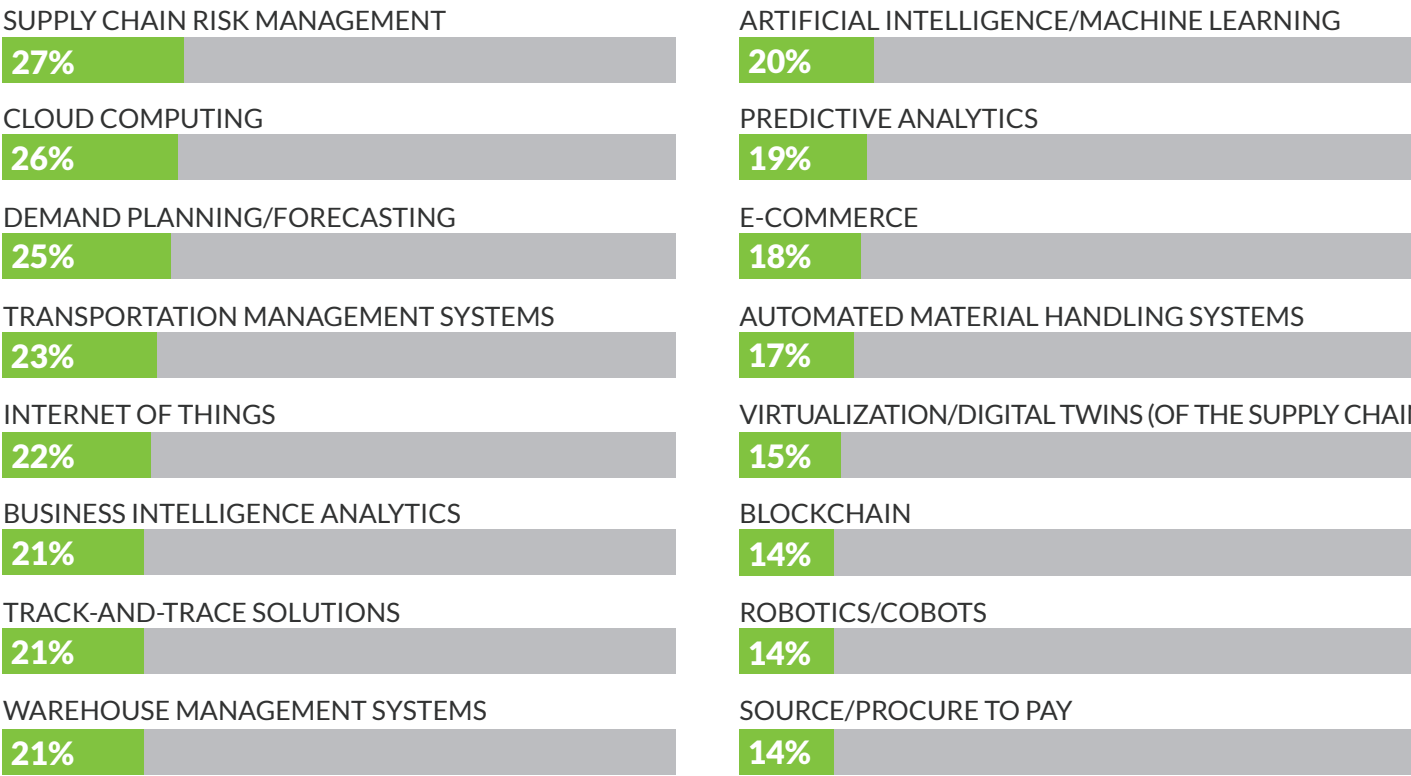 SUPPLY CHAIN RISK MANAGEMENT
27%
CLOUD COMPUTING
26%
DEMAND PLANNING/FORECASTING
25%
TRANSPORTATION MANAGEMENT SYSTEMS
23%
INTERNET OF THINGS
22%
BUSINESS INTELLIGENCE ANALYTICS
21%
TRACK-AND-TRACE SOLUTIONS
21%
WAREHOUSE MANAGEMENT SYSTEMS
21%
ARTIFICIAL INTELLIGENCE/MACHINE LEARNING
20%
PREDICTIVE ANALYTICS
19%
E-COMMERCE
18%
AUTOMATED MATERIAL HANDLING SYSTEMS
17%
VIRTUALIZATION/DIGITAL TWINS (OF THE SUPPLY
15%
BLOCKCHAIN
14%
ROBOTICS/COBOTS
14%
SOURCE/PROCURE TO PAY
14%